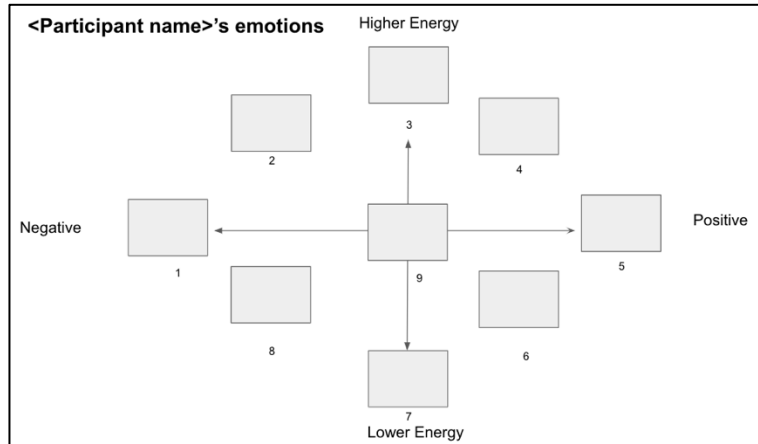 <Participant name>’s emotions
Higher Energy
3
2
4
Negative
Positive
1
9
5
8
6
7
Lower Energy